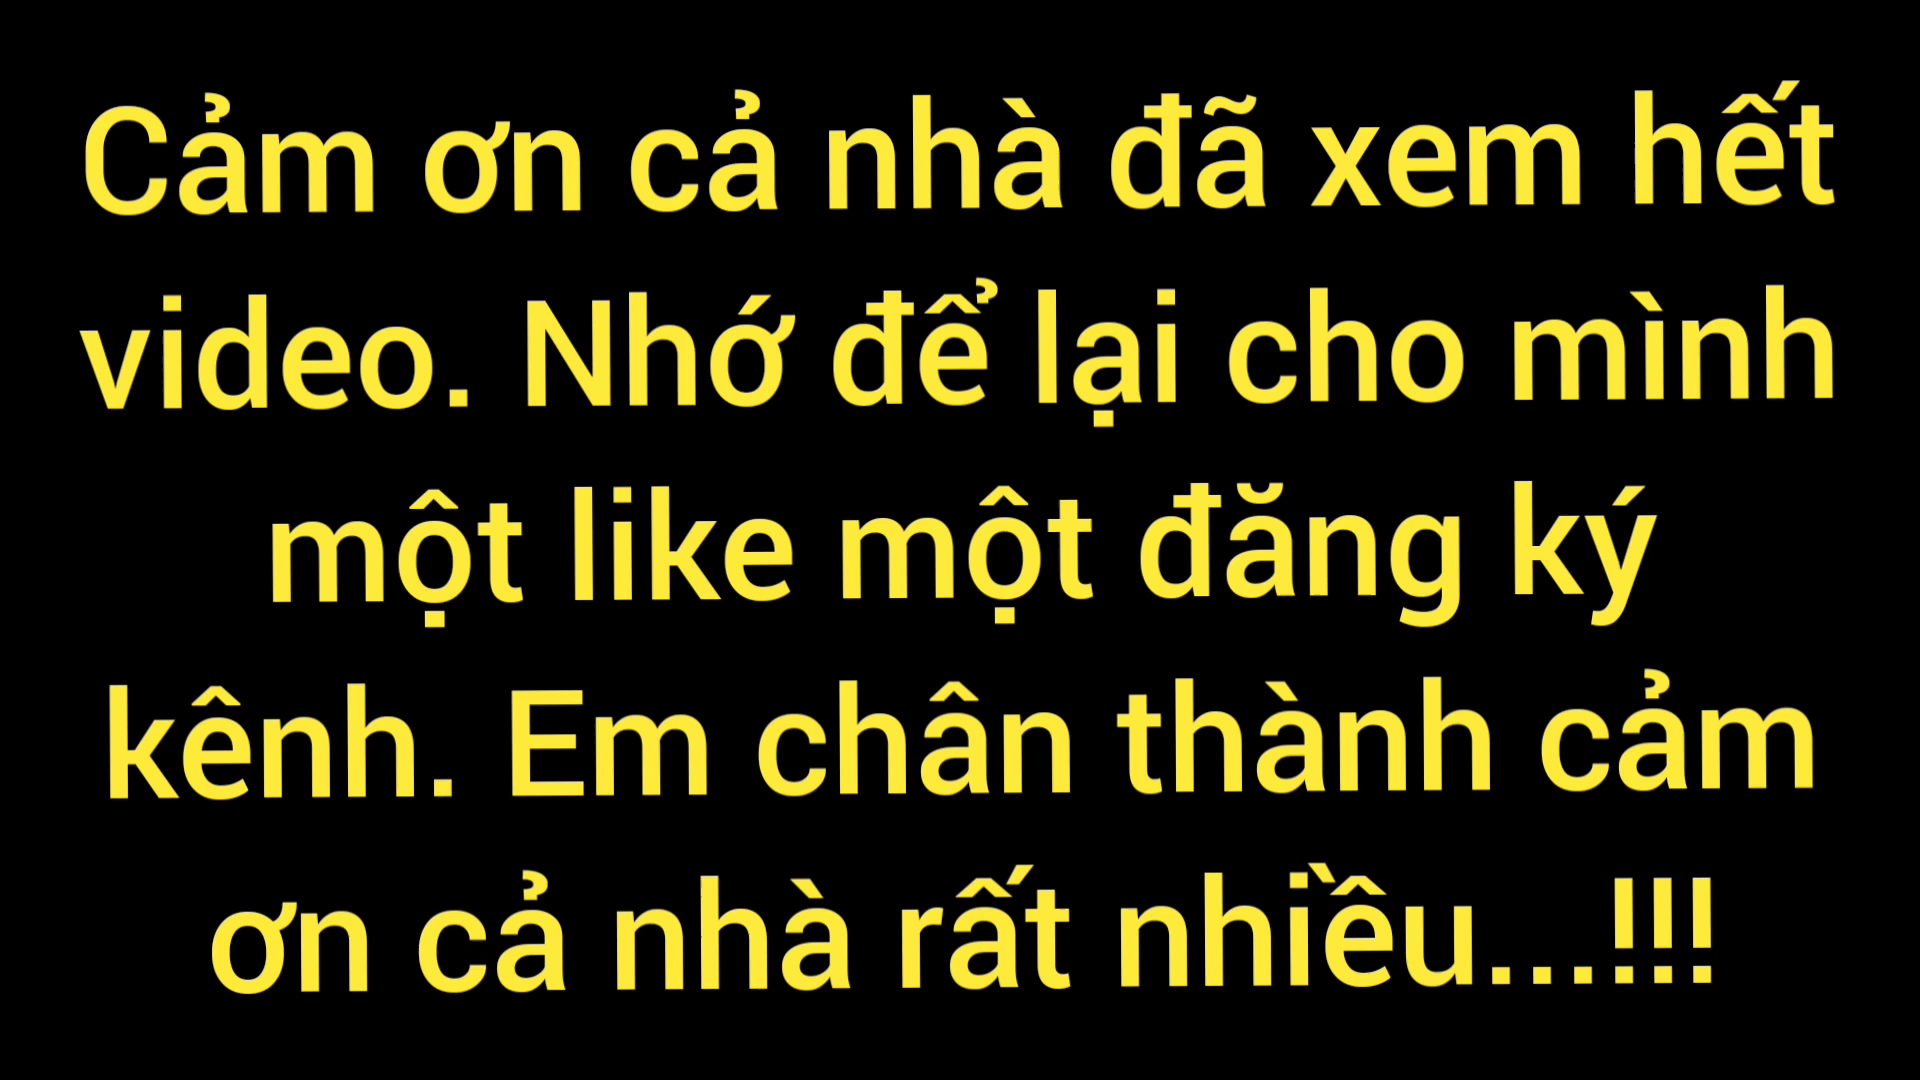 Cảm ơn cả nhà đã xem hết
video. Nhớ để lại cho mình
một like một đăng ký
kênh. Em chân thành cảm
ơn cả nhà rất nhiều...!!!